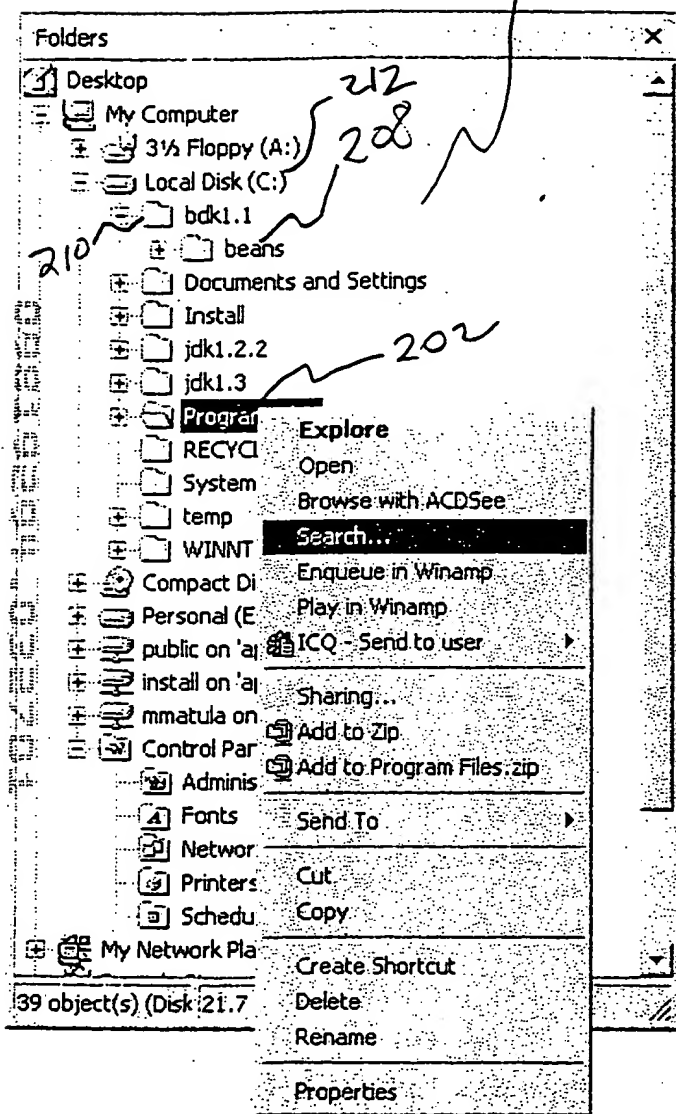 Folders
Desktop
212
My Computer
3½ Floppy (A:)
208
Local Disk (C:)
bdk1.1
210
beans
Documents and Settings
Install
jdk1.2.2
202
jdk1.3
Program
RECYCL
System
temp
WINNT
Compact Di
Personal (E
public on 'ap
install on 'ap
mmatula on
Control Par
Adminis
Fonts
Networ
Printers
Schedu
My Network Pla
39 object(s) (Disk 21.7
Explore
Open
Browse with ACDSee
Search...
Enqueue in Winamp
Play in Winamp
ICQ - Send to user
Sharing...
Add to Zip
Add to Program Files.zip
Send To
Cut
Copy
Create Shortcut
Delete
Rename
Properties